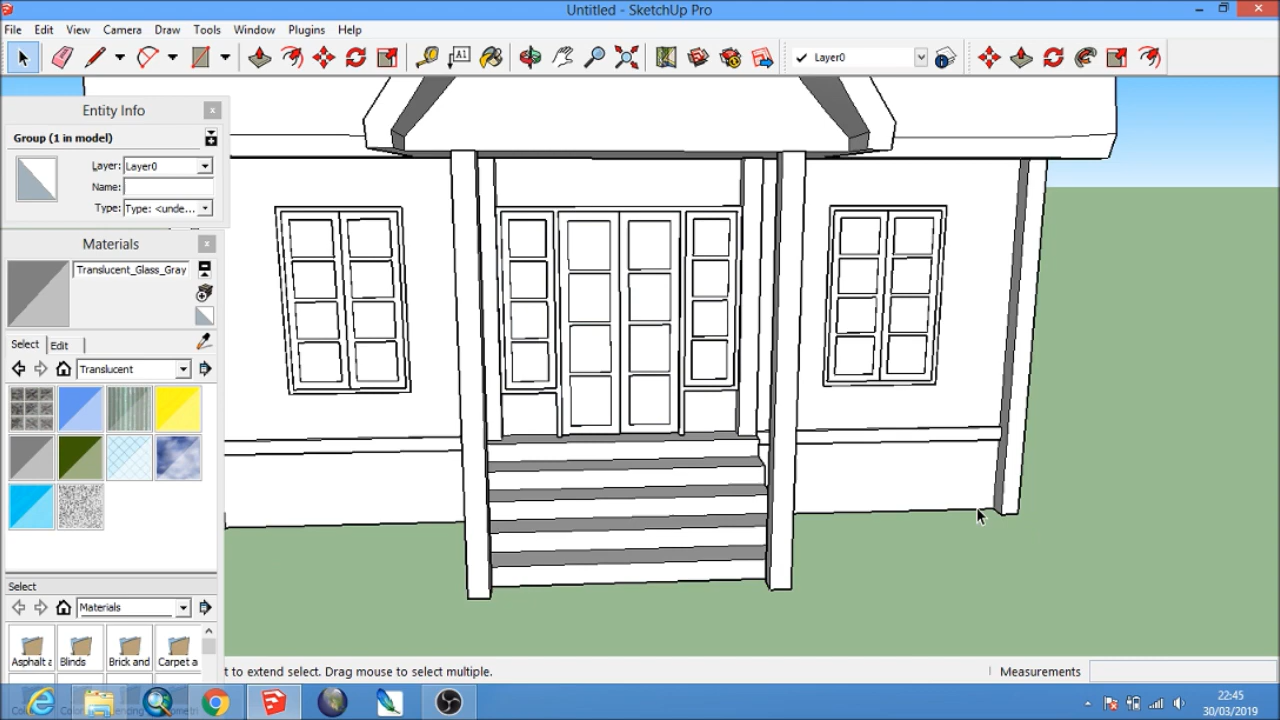 Untitled - SketchUp Pro
File Edit View Camera Draw Tools Window Plugins Help
A1
Layer0
Entity Info
Group (1 in model)
Layer: Layer0
Name:
Type: Type: <unde...
Materials
Translucent_Glass_Gray
Select Edit
Translucent
Select
Materials
Asphalt a Blinds Brick and Carpet a
t to extend select. Drag mouse to select multiple.
Measurements
22:45
30/03/2019